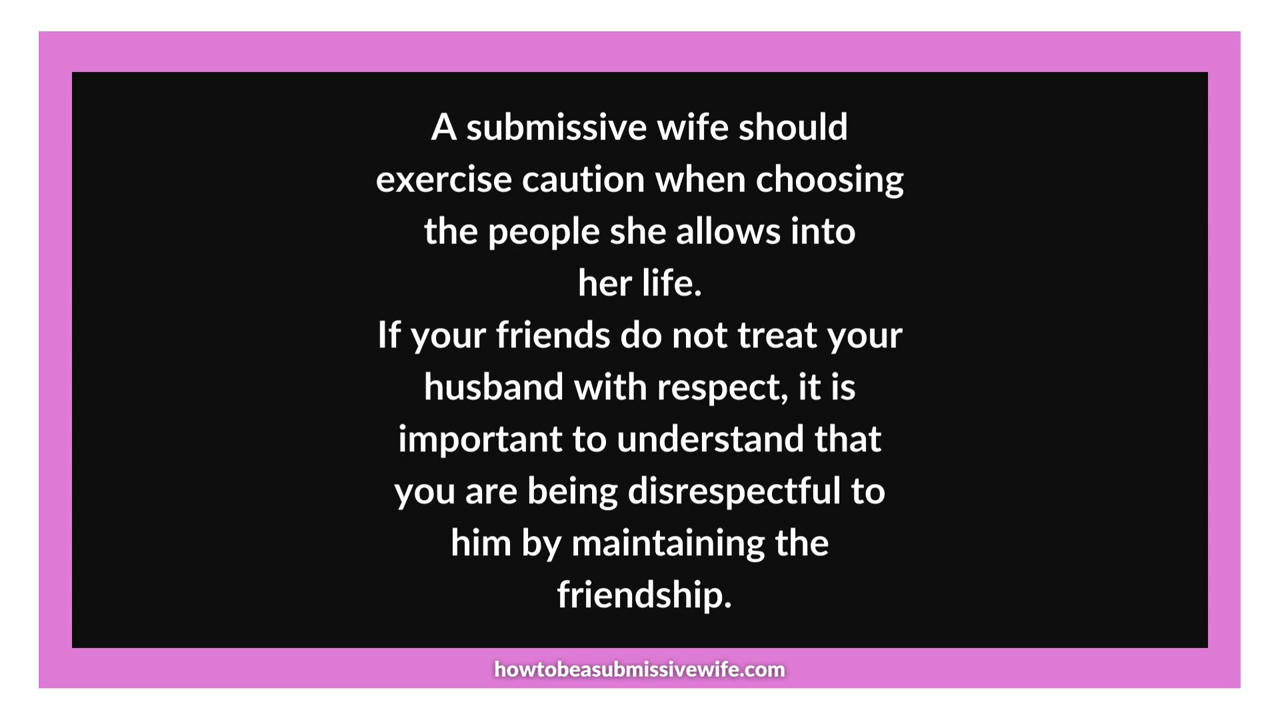 A submissive wife should
exercise caution when choosing
the people she allows into
her life.
If your friends do not treat your
husband with respect, it is
important to understand that
you are being disrespectful to
him by maintaining the
friendship.
howtobeasubmissivewife.com